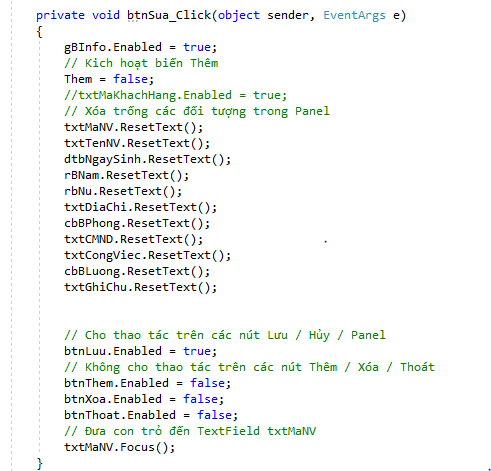 private void btnSua_Click(object sender, EventArgs e)
{
gBInfo.Enabled = true;
// Kich hoạt biến Thêm
Them = false;
//txtMaKhachHang.Enabled = true;
// Xóa trống các đối tượng trong Panel
txtMaNV.ResetText();
txtTenNV.ResetText();
dtbNgaySinh.ResetText();
rBNam.ResetText();
rbNu.ResetText();
txtDiaChi.ResetText();
cbBPhong.ResetText();
txtCMND.ResetText();
txtCongViec.ResetText();
cbBLuong.ResetText();
txtGhiChu.ResetText();
// Cho thao tác trên các nút Lưu / Hủy / Panel
btnLuu.Enabled = true;
// Không cho thao tác trên các nút Thêm / Xóa / Thoát
btnThem.Enabled = false;
btnXoa.Enabled = false;
btnThoat.Enabled = false;
// Đưa con trỏ đến TextField txtMaNV
txtMaNV.Focus();
}